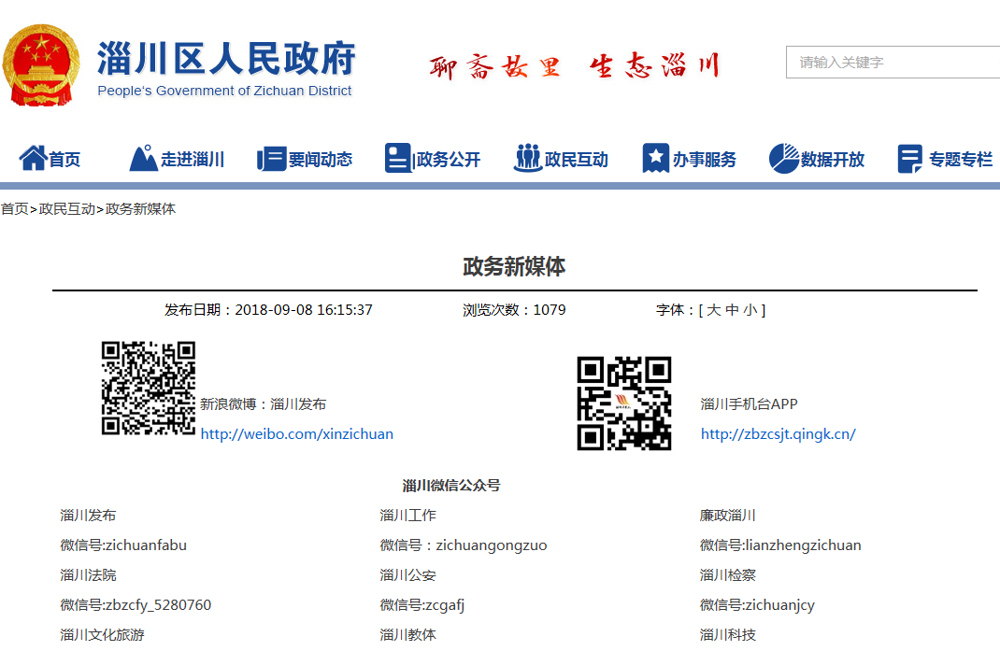 淄川区人民政府
People's Government of Zichuan District
聊斋故里 生态淄川
请输入关键字
首页 走进淄川 要闻动态 政务公开 政民互动 办事服务 数据开放 专题专栏
首页>政民互动>政务新媒体
政务新媒体
发布日期：2018-09-08 16:15:37 浏览次数：1079 字体：[ 大 中 小 ]
新浪微博：淄川发布 淄川手机台APP
http://weibo.com/xinzichuan http://zbzcsjt.qingk.cn/
淄川微信公众号
淄川发布 淄川工作 廉政淄川
微信号:zichuanfabu 微信号：zichuangongzuo 微信号:lianzhengzichuan
淄川法院 淄川公安 淄川检察
微信号:zbzcfy_5280760 微信号:zcgafj 微信号:zichuanjcy
淄川文化旅游 淄川教体 淄川科技